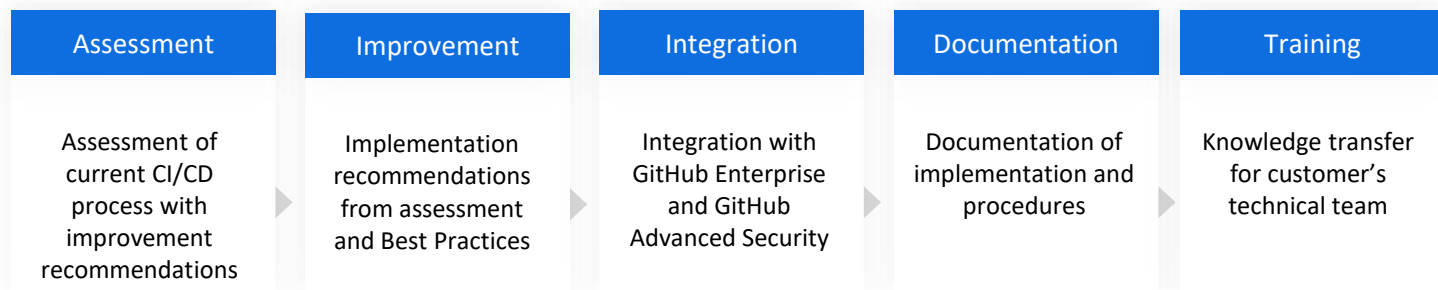 Assessment
Assessment of
current CI/CD
process with
improvement
recommendations
Improvement
Implementation
recommendations
from assessment
and Best Practices
Integration
Integration with
GitHub Enterprise
and GitHub
Advanced Security
Documentation
Documentation of
implementation and
procedures
Training
Knowledge transfer
for customer’s
technical team